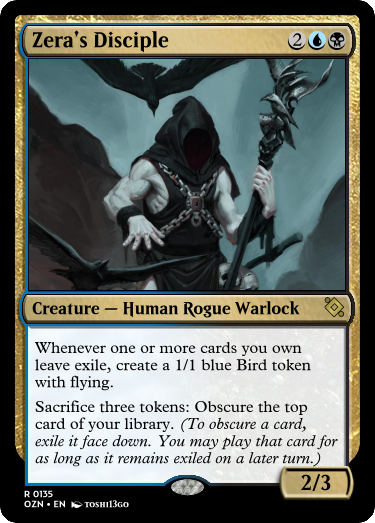 Zera's Disciple 2
Creature — Human Rogue Warlock
Whenever one or more cards you own
leave exile, create a 1/1 blue Bird token
with flying.
Sacrifice three tokens: Obscure the top
card of your library. (To obscure a card,
exile it face down. You may play that card for
as long as it remains exiled on a later turn.)
2/3
R 0135
OZN • EN TOSHI13GO